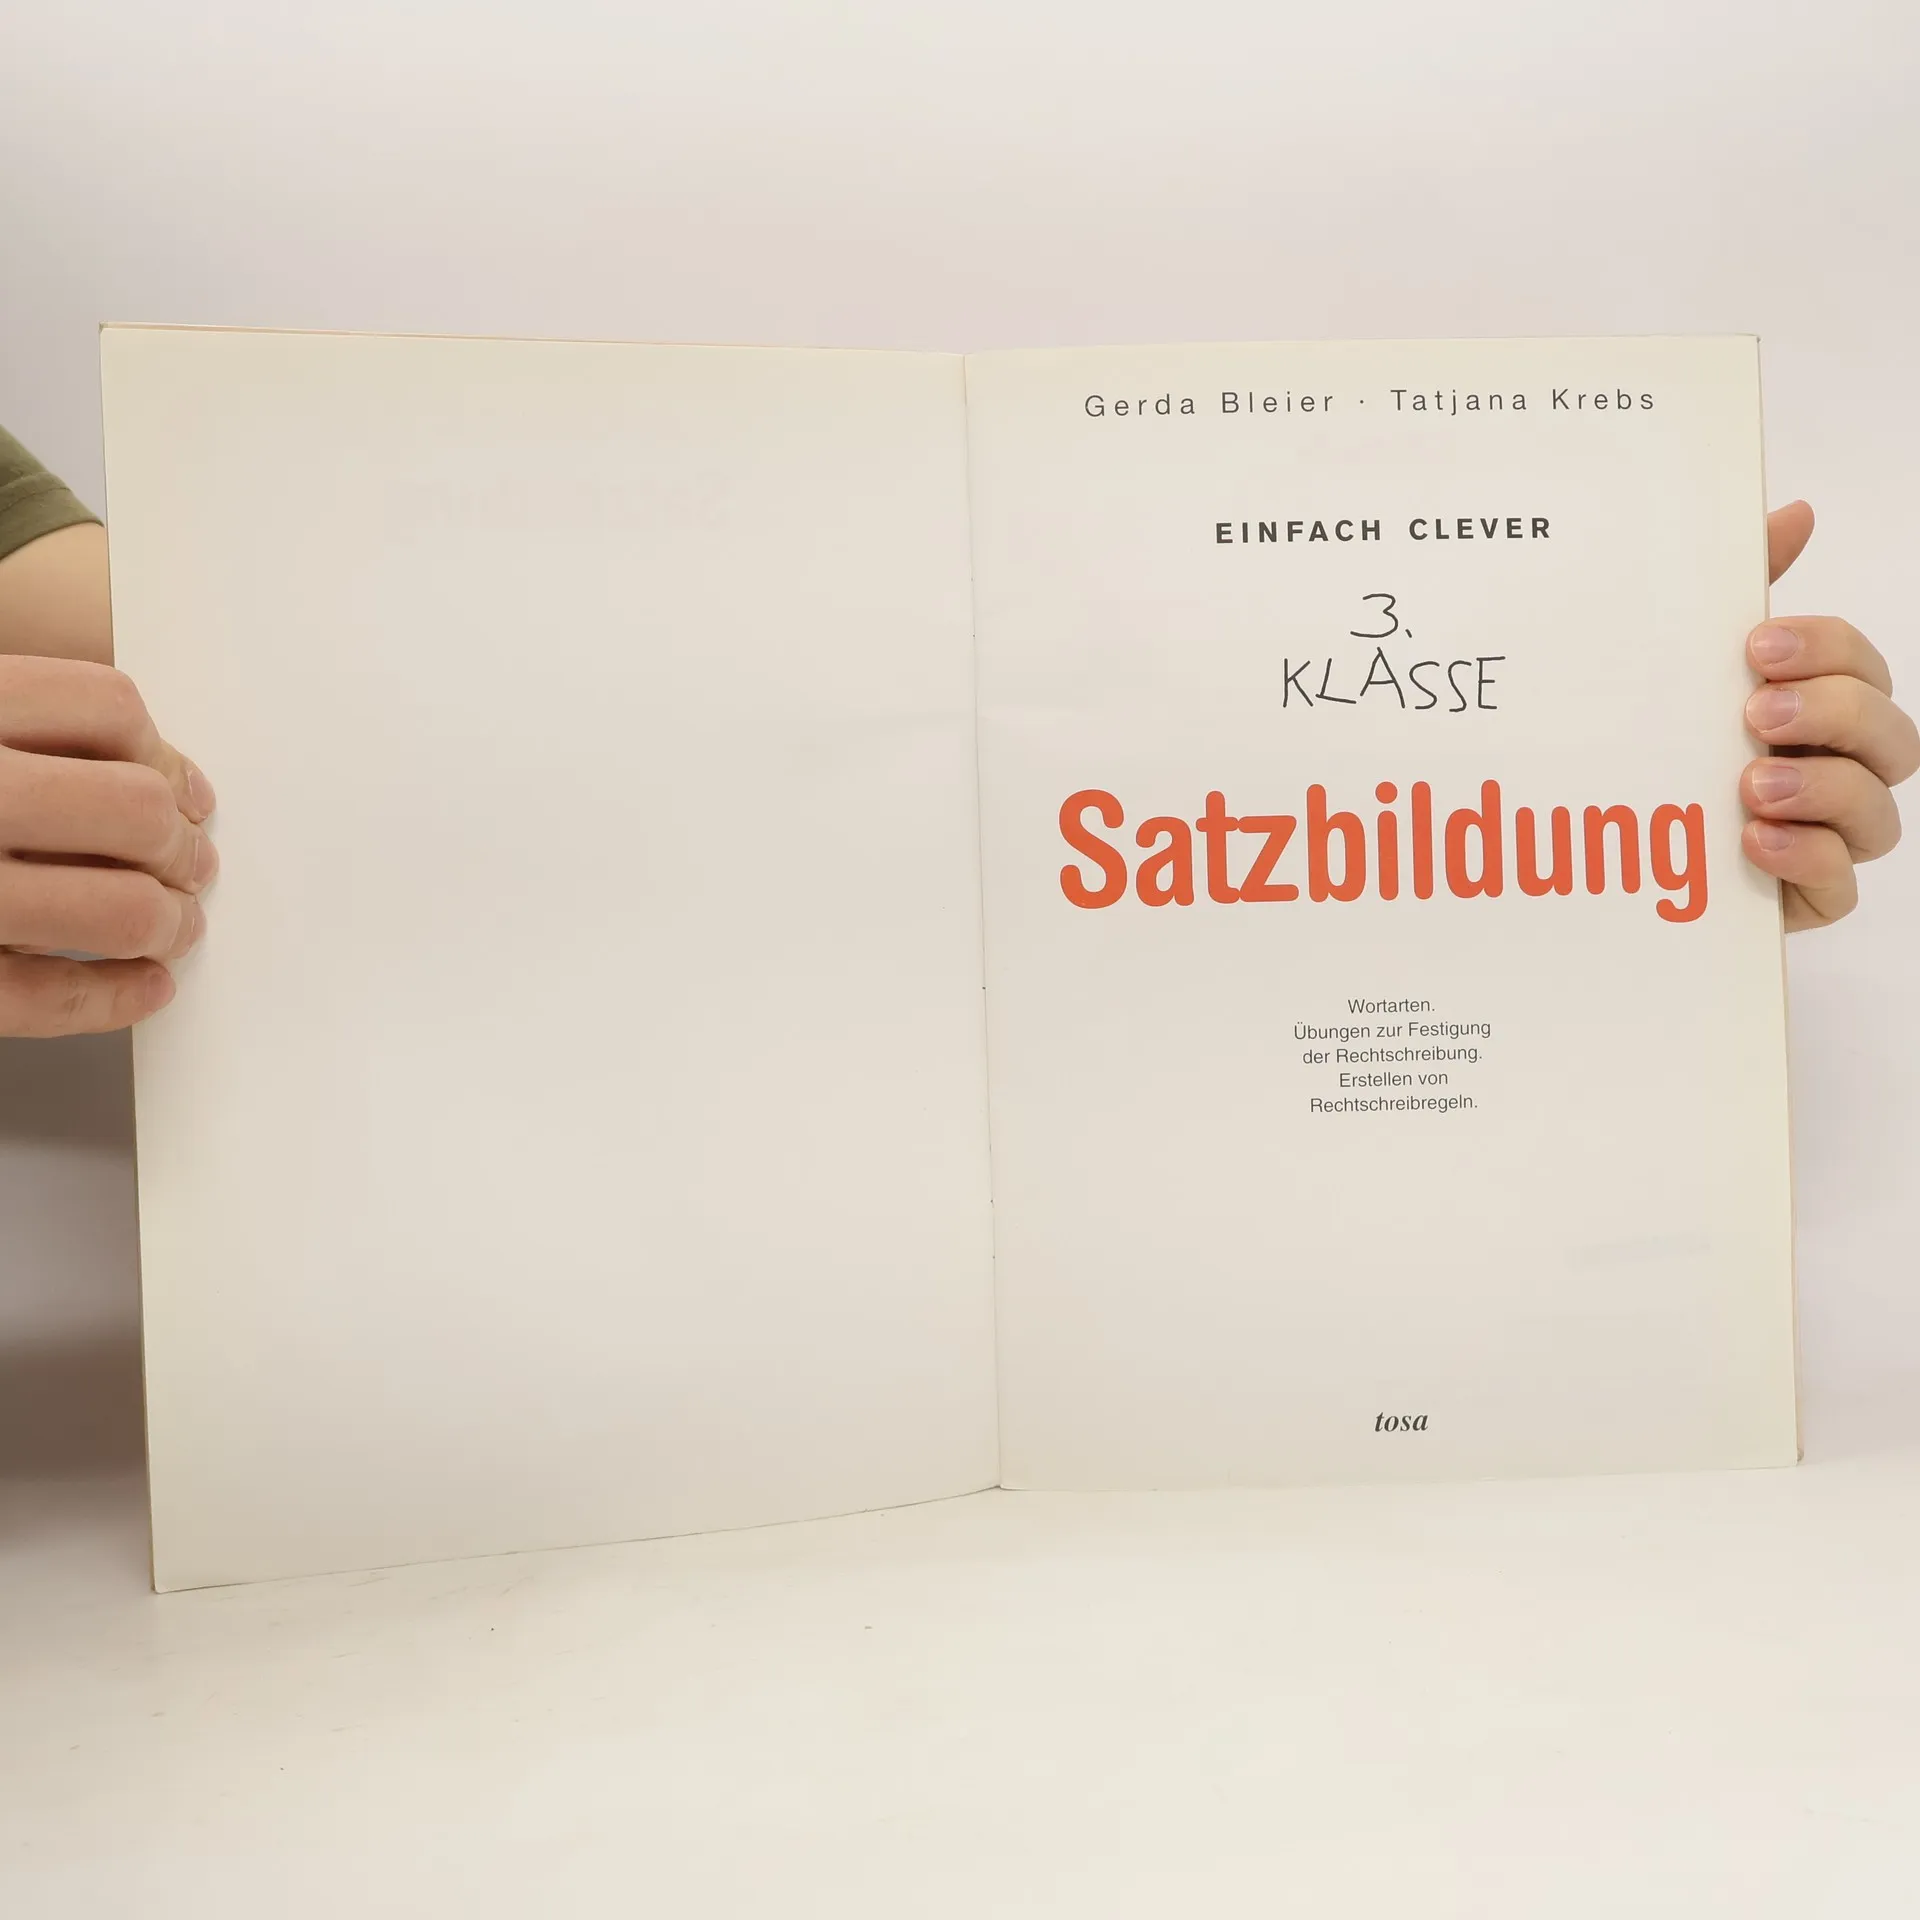 Gerda Bleier · Tatjana Krebs
EINFACH CLEVER
3.
KLASSE
Satzbildung
Wortarten.
Übungen zur Festigung
der Rechtschreibung.
Erstellen von
Rechtschreibregeln.
tosa